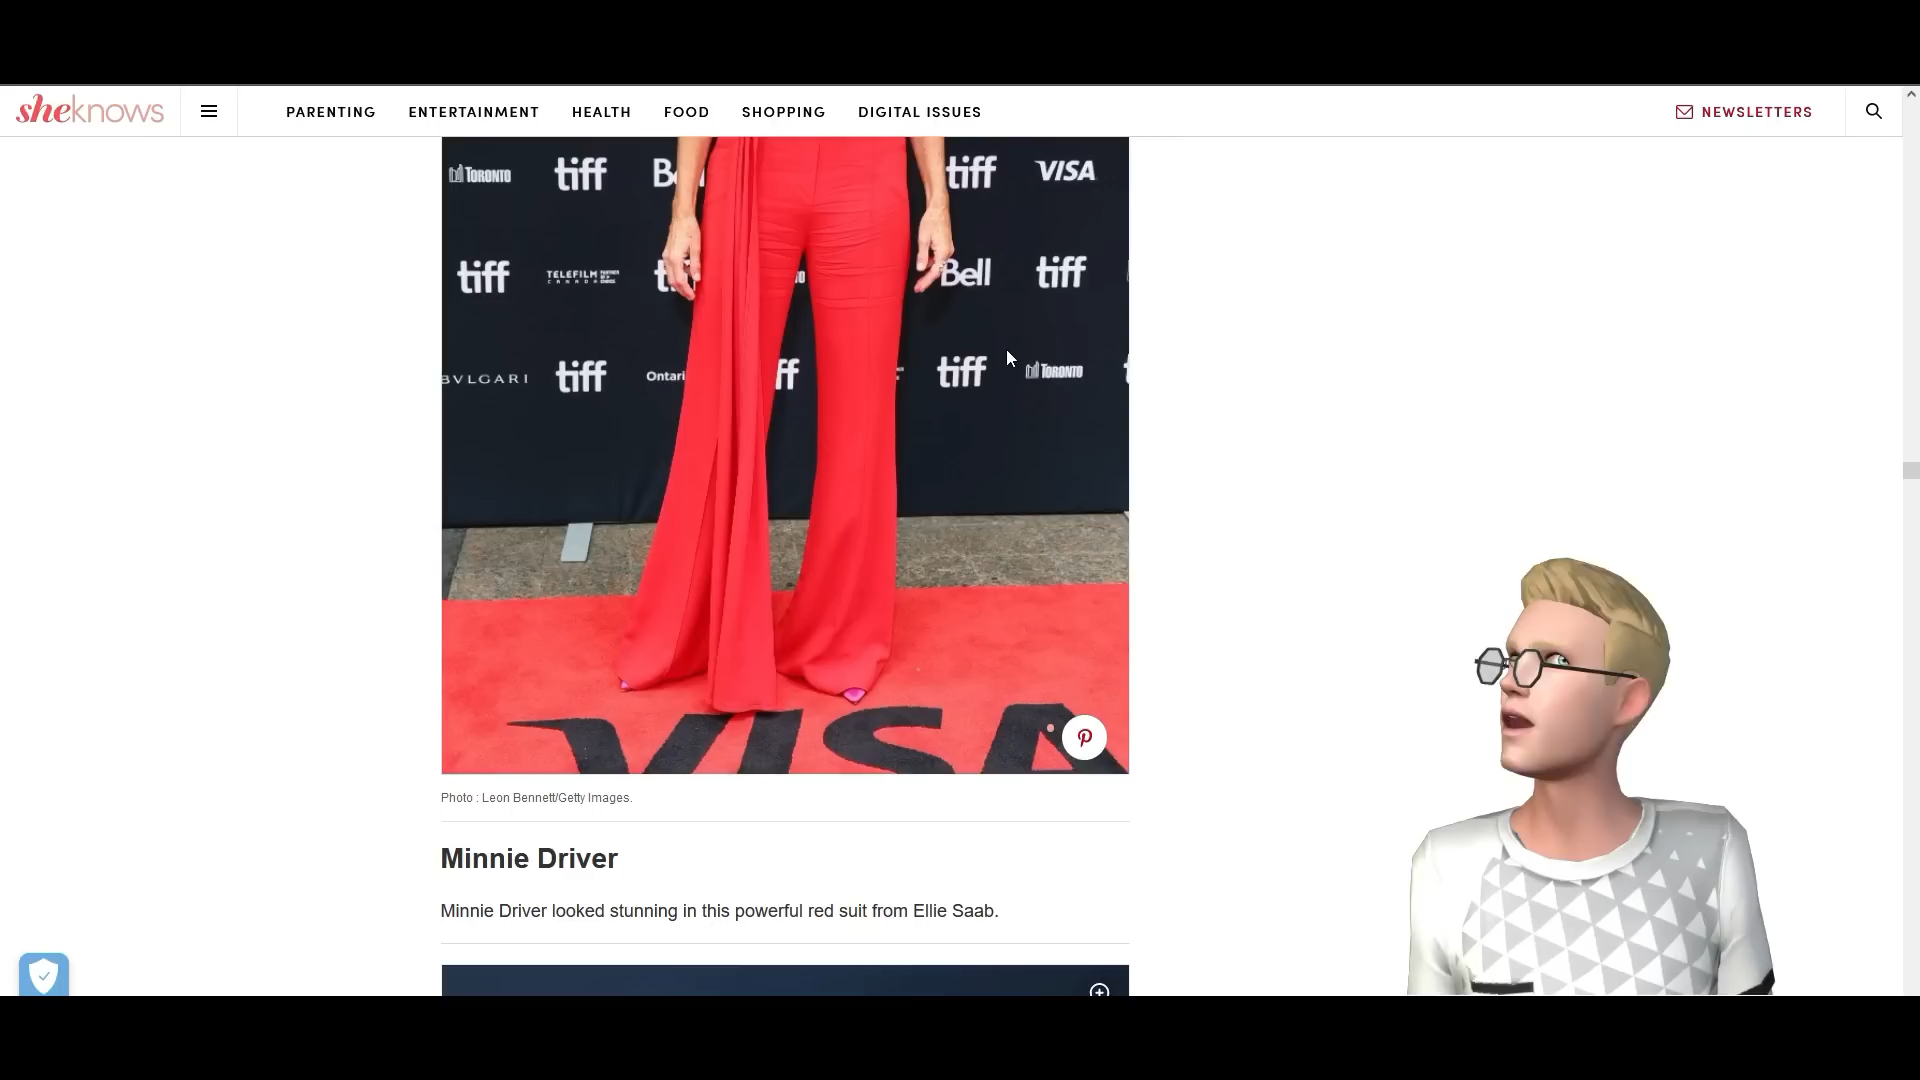 sheknows
PARENTING ENTERTAINMENT HEALTH FOOD SHOPPING DIGITAL ISSUES NEWSLETTERS
TORONTO tiff tiff VISA
tiff TELEFILM CANADA Bell tiff
BVLGARI tiff tiff TORONTO
VISA
Photo : Leon Bennett/Getty Images.
Minnie Driver
Minnie Driver looked stunning in this powerful red suit from Ellie Saab.